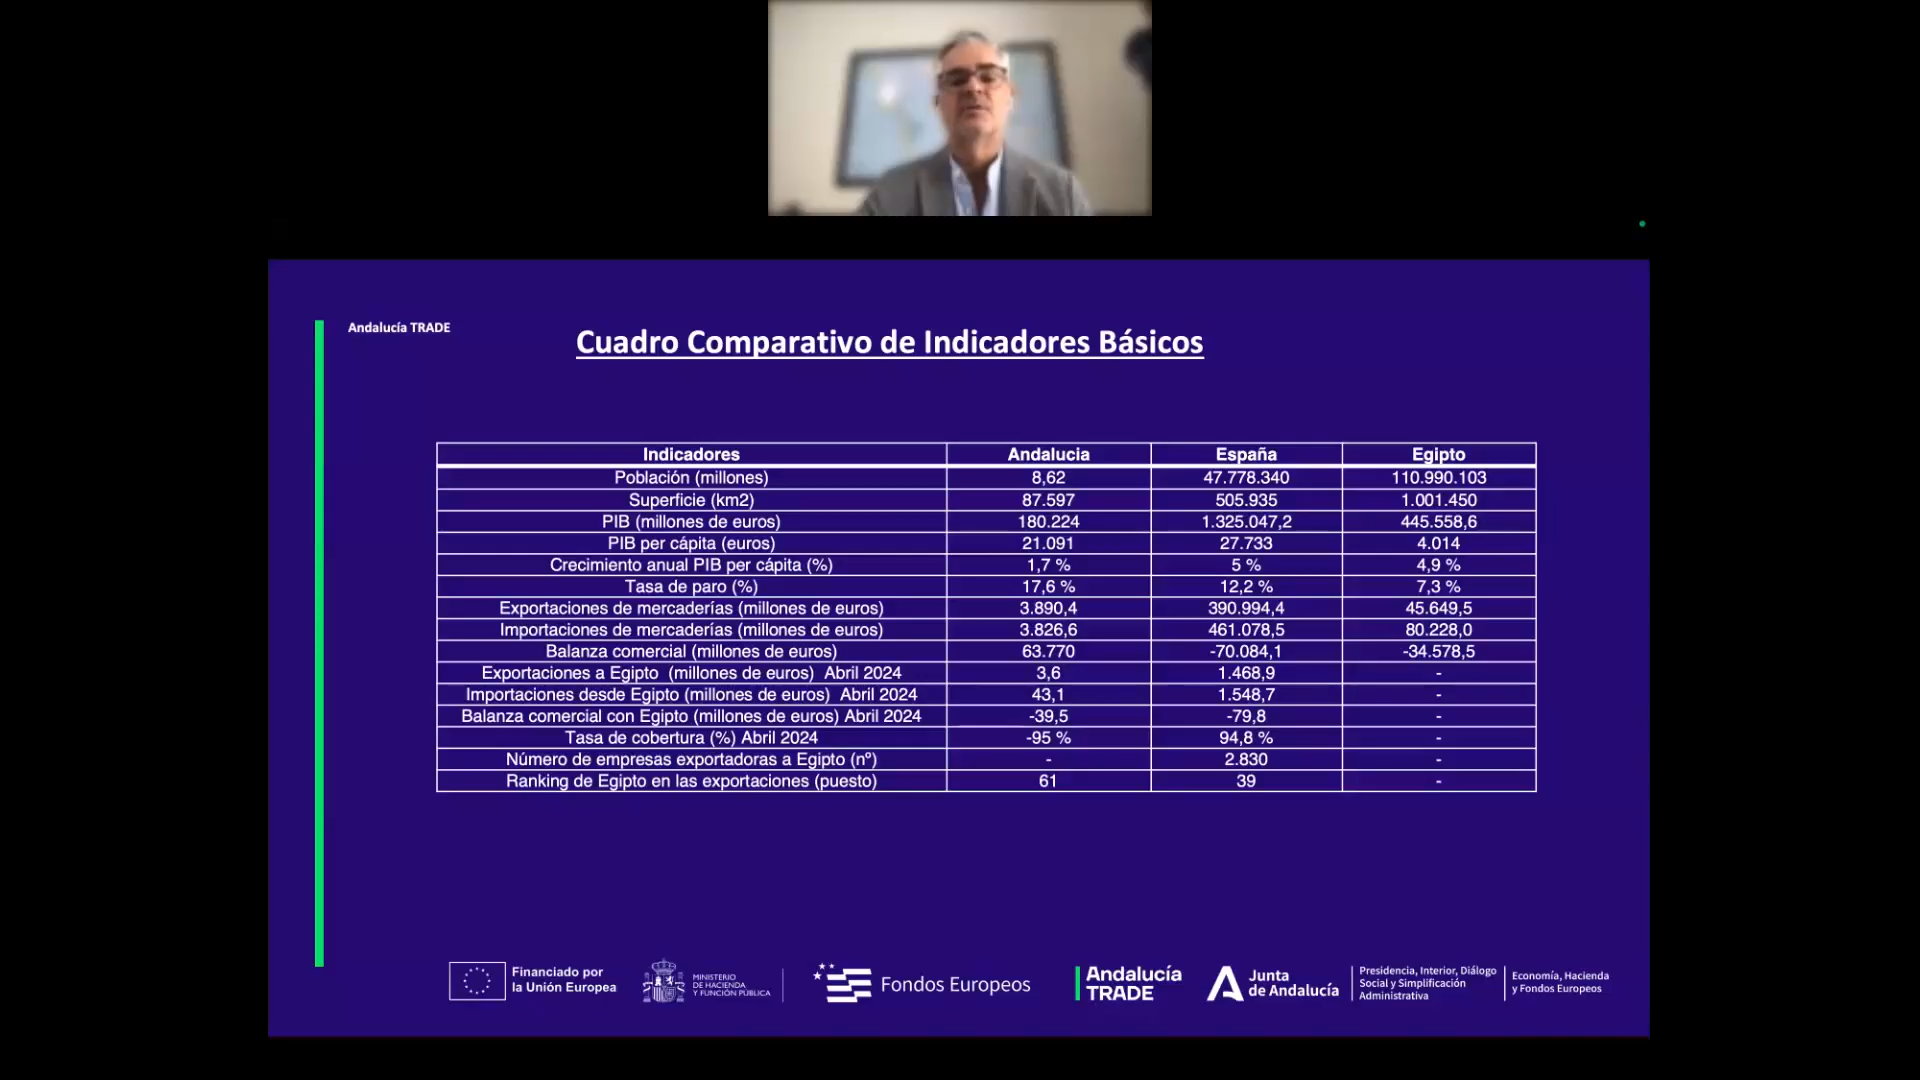 Andalucía TRADE
Cuadro Comparativo de Indicadores Básicos
Indicadores Andalucia España Egipto
Población (millones) 8,62 47.778.340 110.990.103
Superficie (km2) 87.597 505.935 1.001.450
PIB (millones de euros) 180.224 1.325.047,2 445.558,6
PIB per cápita (euros) 21.091 27.733 4.014
Crecimiento anual PIB per cápita (%) 1,7 % 5 % 4,9 %
Tasa de paro (%) 17,6 % 12,2 % 7,3 %
Exportaciones de mercaderías (millones de euros) 3.890,4 390.994,4 45.649,5
Importaciones de mercaderías (millones de euros) 3.826,6 461.078,5 80.228,0
Balanza comercial (millones de euros) 63.770 -70.084,1 -34.578,5
Exportaciones a Egipto (millones de euros) Abril 2024 3,6 1.468,9 -
Importaciones desde Egipto (millones de euros) Abril 2024 43,1 1.548,7 -
Balanza comercial con Egipto (millones de euros) Abril 2024 -39,5 -79,8 -
Tasa de cobertura (%) Abril 2024 -95 % 94,8 % -
Número de empresas exportadoras a Egipto (nº) - 2.830 -
Ranking de Egipto en las exportaciones (puesto) 61 39 -
Financiado por
la Unión Europea
MINISTERIO
DE HACIENDA
Y FUNCIÓN PÚBLICA
Fondos Europeos
Andalucía
TRADE
Junta
de Andalucía
Presidencia, Interior, Diálogo
Social y Simplificación
Administrativa
Economía, Hacienda
y Fondos Europeos